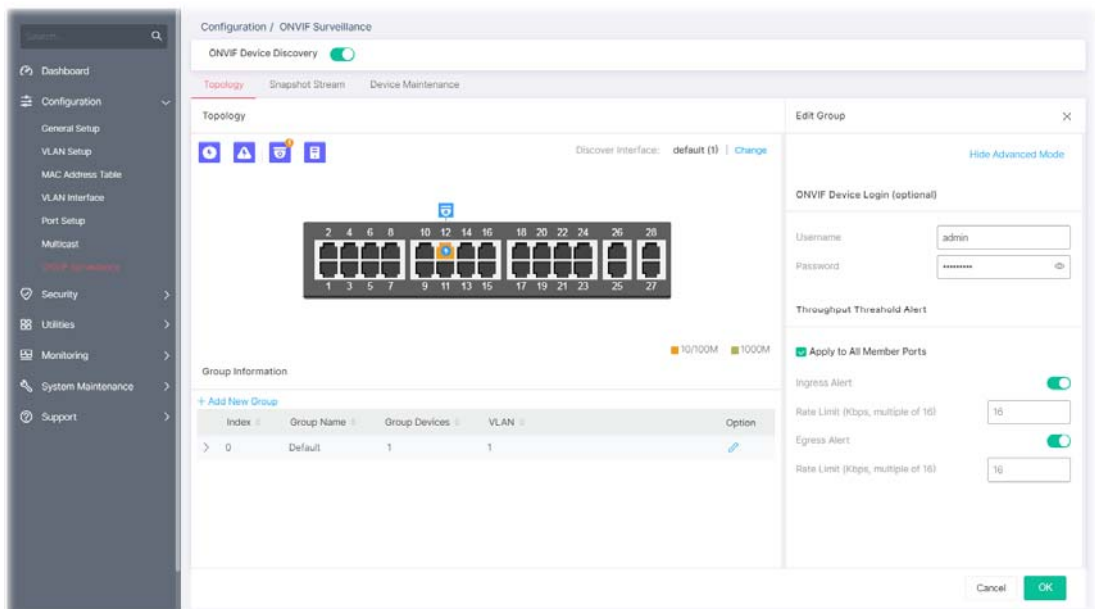 Search...
Dashboard
Configuration
General Setup
VLAN Setup
MAC Address Table
VLAN Interface
Port Setup
Multicast
ONVIF Surveillance
Security
Utilities
Monitoring
System Maintenance
Support
Configuration / ONVIF Surveillance
ONVIF Device Discovery
Topology Snapshot Stream Device Maintenance
Topology
Discover Interface: default (1) | Change
2 4 6 8 10 12 14 16 18 20 22 24 26 28
1 3 5 7 9 11 13 15 17 19 21 23 25 27
10/100M 1000M
Group Information
+ Add New Group
Index Group Name Group Devices VLAN Option
0 Default 1 1
Edit Group
Hide Advanced Mode
ONVIF Device Login (optional)
Username admin
Password •••••••••
Throughput Threshold Alert
Apply to All Member Ports
Ingress Alert
Rate Limit (Kbps, multiple of 16) 16
Egress Alert
Rate Limit (Kbps, multiple of 16) 16
Cancel OK